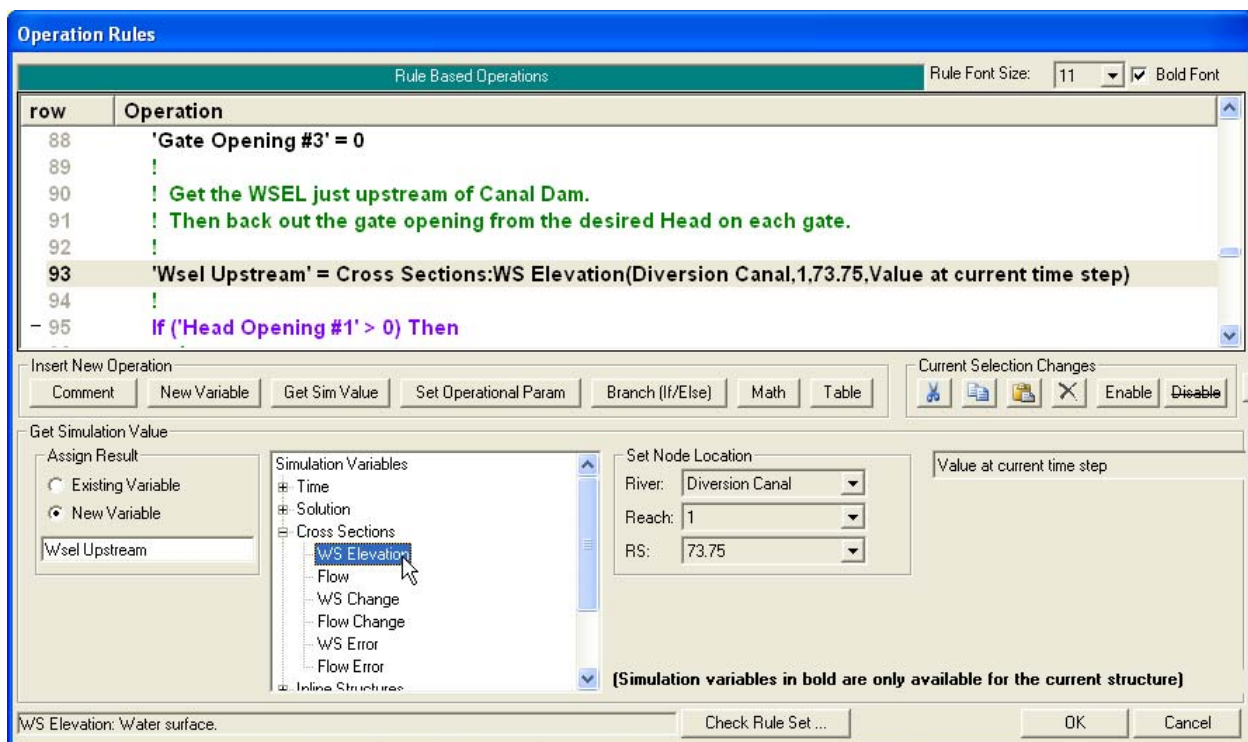 Operation Rules
Rule Based Operations
Rule Font Size: 11 Bold Font
row Operation
88 'Gate Opening #3' = 0
89 !
90 ! Get the WSEL just upstream of Canal Dam.
91 ! Then back out the gate opening from the desired Head on each gate.
92 !
93 'Wsel Upstream' = Cross Sections:WS Elevation(Diversion Canal,1,73.75,Value at current time step)
94 !
95 If ('Head Opening #1' > 0) Then
Insert New Operation
Comment New Variable Get Sim Value Set Operational Param Branch (If/Else) Math Table
Current Selection Changes
Enable Disable
Get Simulation Value
Assign Result
Existing Variable
New Variable
Wsel Upstream
Simulation Variables
Time
Solution
Cross Sections
WS Elevation
Flow
WS Change
Flow Change
WS Error
Flow Error
Inline Structures
Set Node Location
River: Diversion Canal
Reach: 1
RS: 73.75
Value at current time step
(Simulation variables in bold are only available for the current structure)
WS Elevation: Water surface.
Check Rule Set ...
OK Cancel